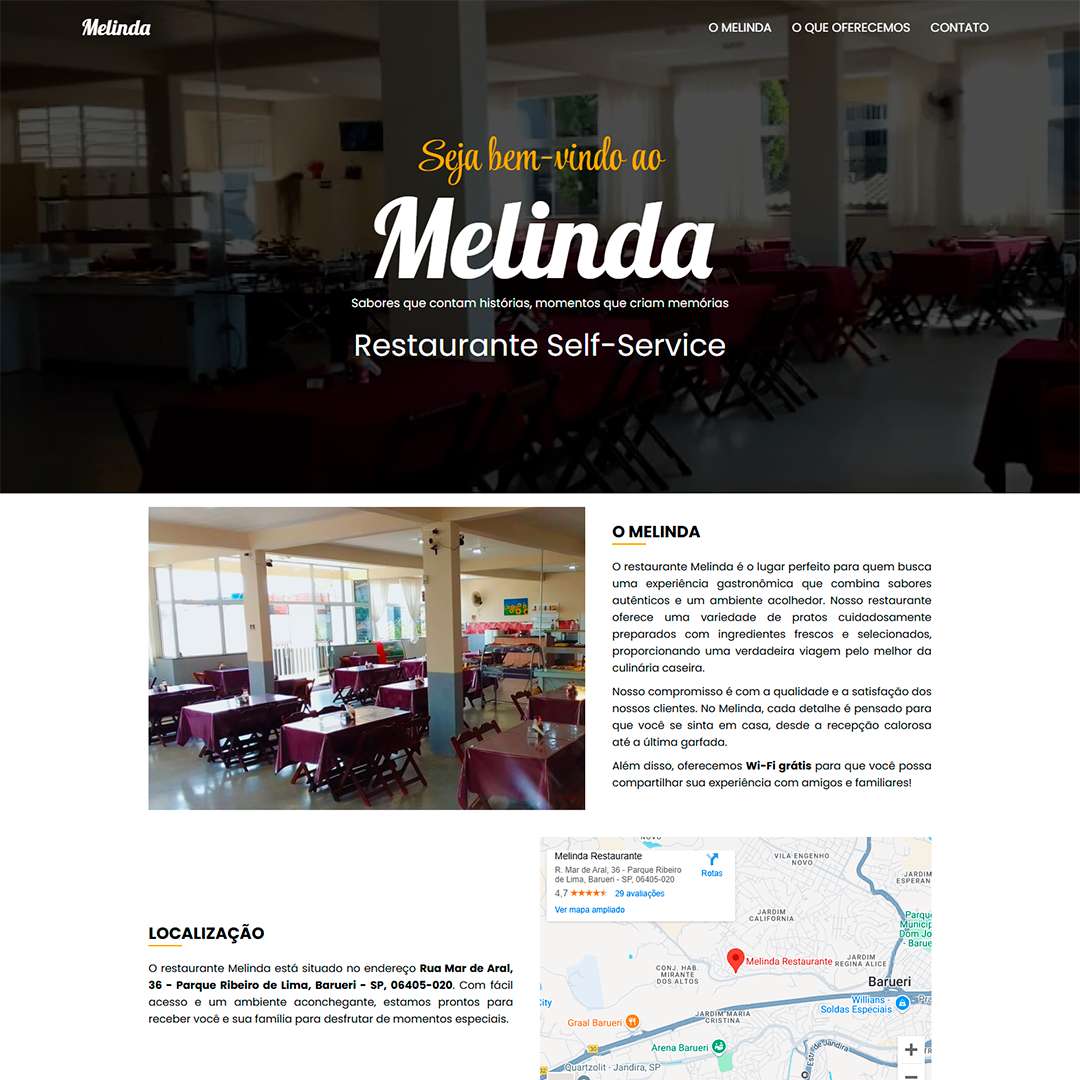 Melinda
O MELINDA
O QUE OFERECEMOS
CONTATO
Seja bem-vindo ao
Melinda
Sabores que contam histórias, momentos que criam memórias
Restaurante Self-Service
O MELINDA
O restaurante Melinda é o lugar perfeito para quem busca
uma experiência gastronômica que combina sabores
autênticos e um ambiente acolhedor. Nosso restaurante
oferece uma variedade de pratos cuidadosamente
preparados com ingredientes frescos e selecionados,
proporcionando uma verdadeira viagem pelo melhor da
culinária caseira.
Nosso compromisso é com a qualidade e a satisfação dos
nossos clientes. No Melinda, cada detalhe é pensado para
que você se sinta em casa, desde a recepção calorosa
até a última garfada.
Além disso, oferecemos Wi-Fi grátis para que você possa
compartilhar sua experiência com amigos e familiares!
LOCALIZAÇÃO
O restaurante Melinda está situado no endereço Rua Mar de Aral,
36 - Parque Ribeiro de Lima, Barueri - SP, 06405-020. Com fácil
acesso e um ambiente aconchegante, estamos prontos para
receber você e sua família para desfrutar de momentos especiais.
NOVO
Melinda Restaurante
R. Mar de Aral, 36 - Parque Ribeiro
de Lima, Barueri - SP, 06405-020
4,7 29 avaliações
Ver mapa ampliado
Rotas
VILA ENGENHO
NOVO
JARDIM
ESPERAN
JARDIM
CALIFORNIA
Parque
Municip
Dom Jo
- Barue
Melinda Restaurante
JARDIM
REGINA ALICE
CONJ. HAB.
MIRANTE
DOS ALTOS
Barueri
City
Willians -
Soldas Especiais
JARDIM MARIA
CRISTINA
Graal Barueri
Arena Barueri
Estr. de Jandira
Quartzolit - Jandira, SP
+
−